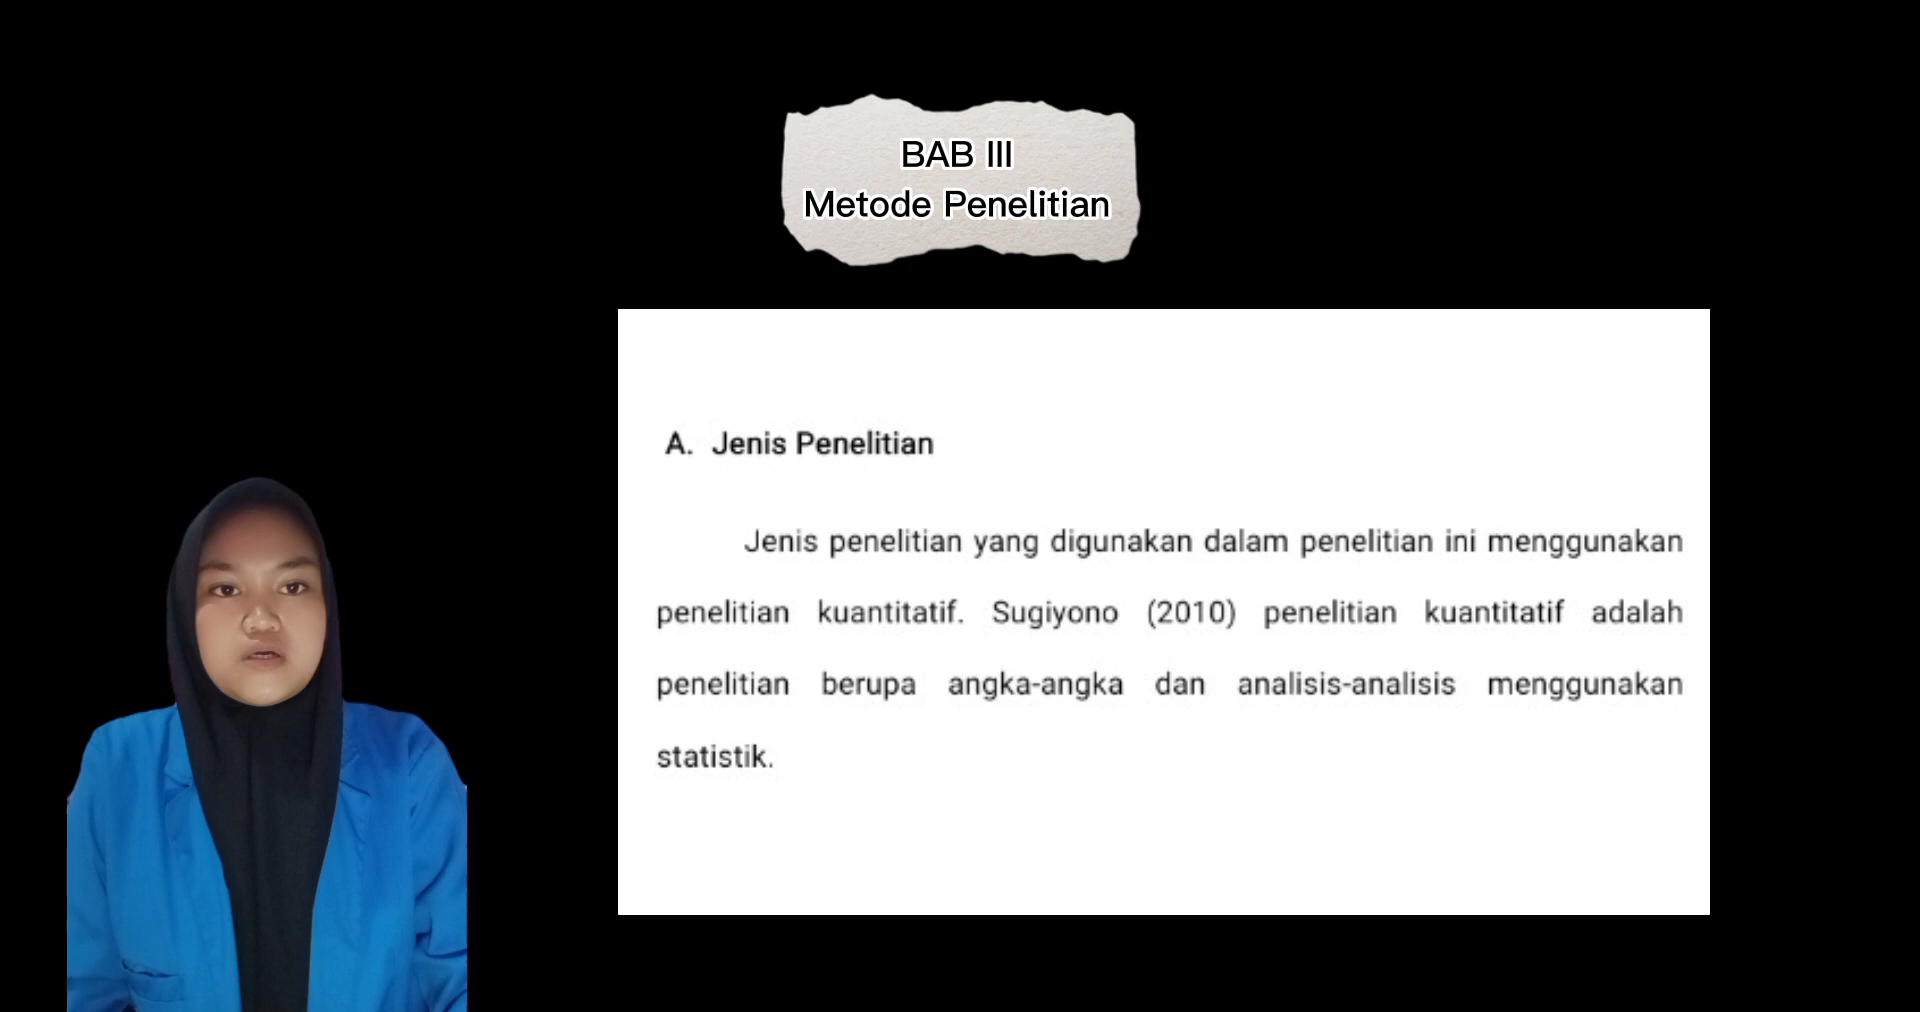 BAB III
Metode Penelitian
A. Jenis Penelitian
Jenis penelitian yang digunakan dalam penelitian ini menggunakan
penelitian kuantitatif. Sugiyono (2010) penelitian kuantitatif adalah
penelitian berupa angka-angka dan analisis-analisis menggunakan
statistik.